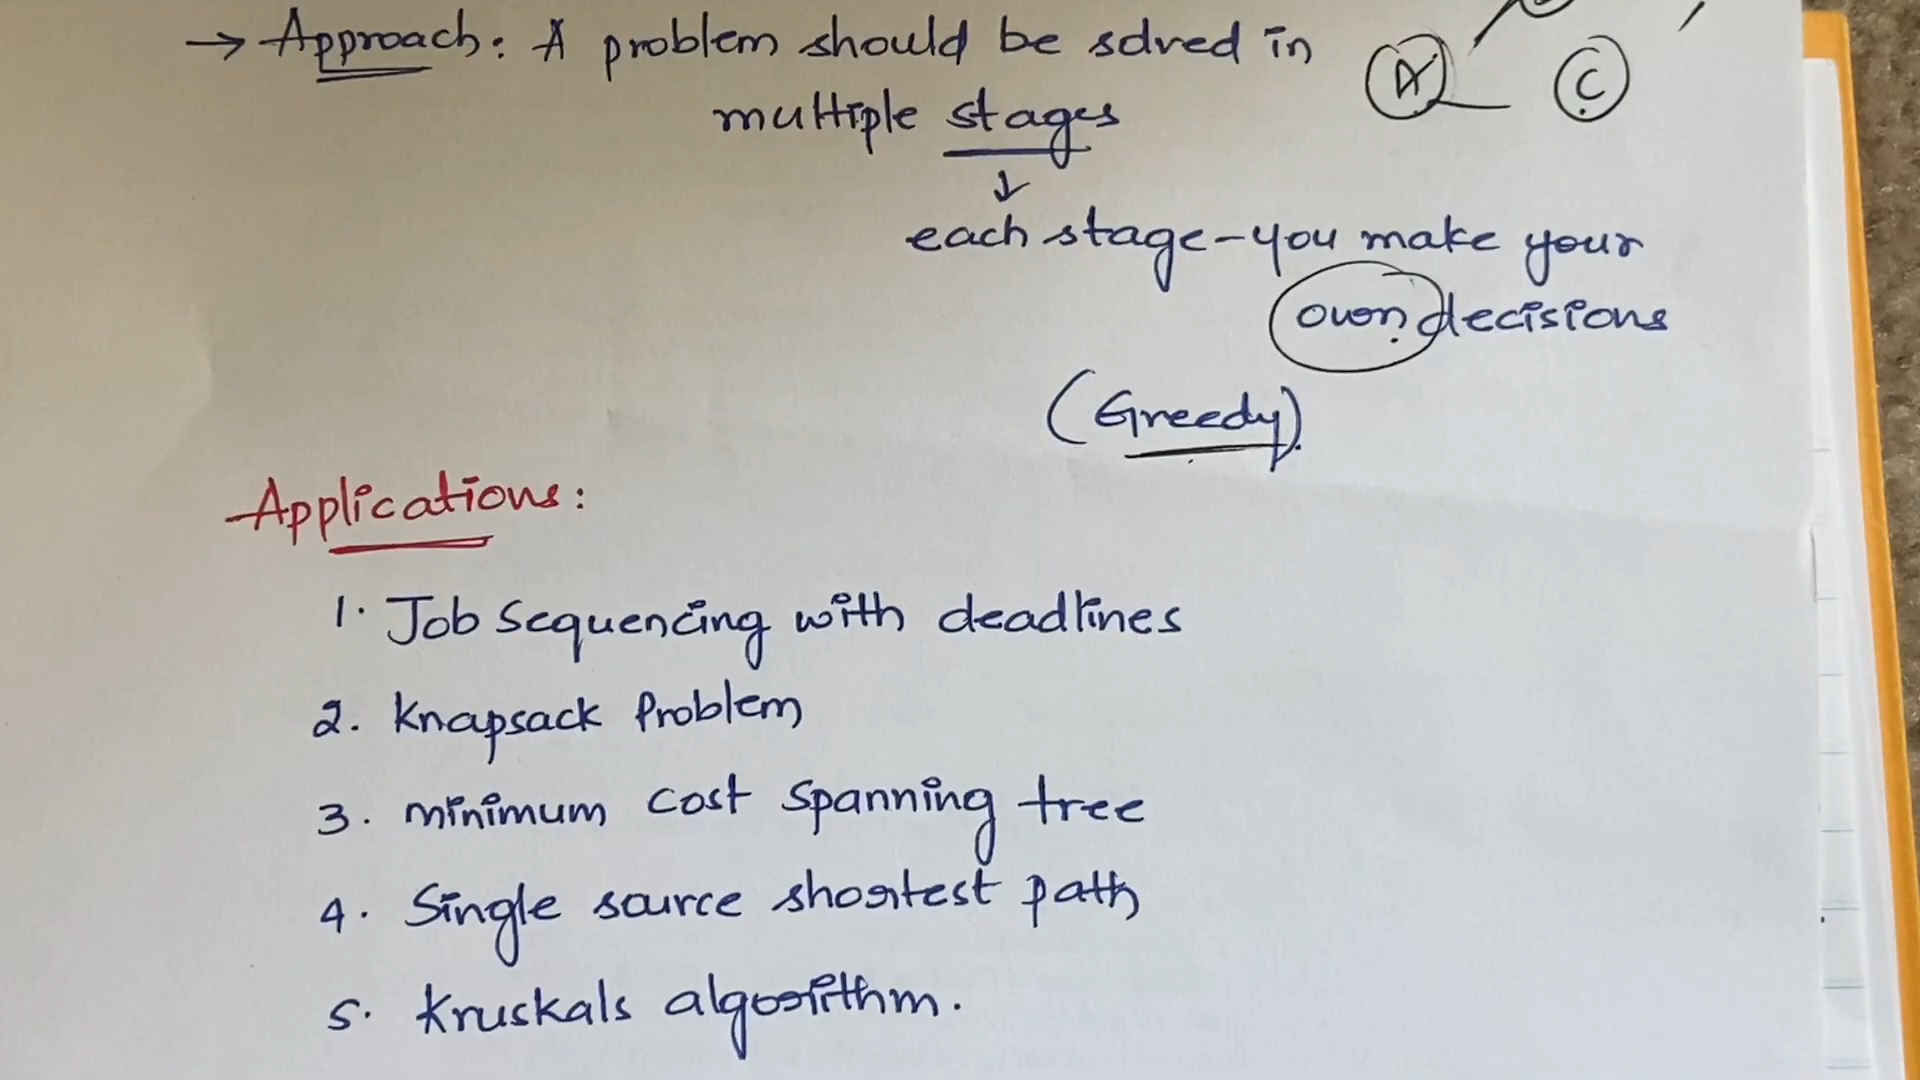 → Approach: A problem should be solved in
multiple stages
A
C
↓
each stage-you make your
own decisions
(Greedy)
Applications:
1. Job Sequencing with deadlines
2. Knapsack Problem
3. minimum cost spanning tree
4. Single source shortest path
5. Kruskals algorithm.